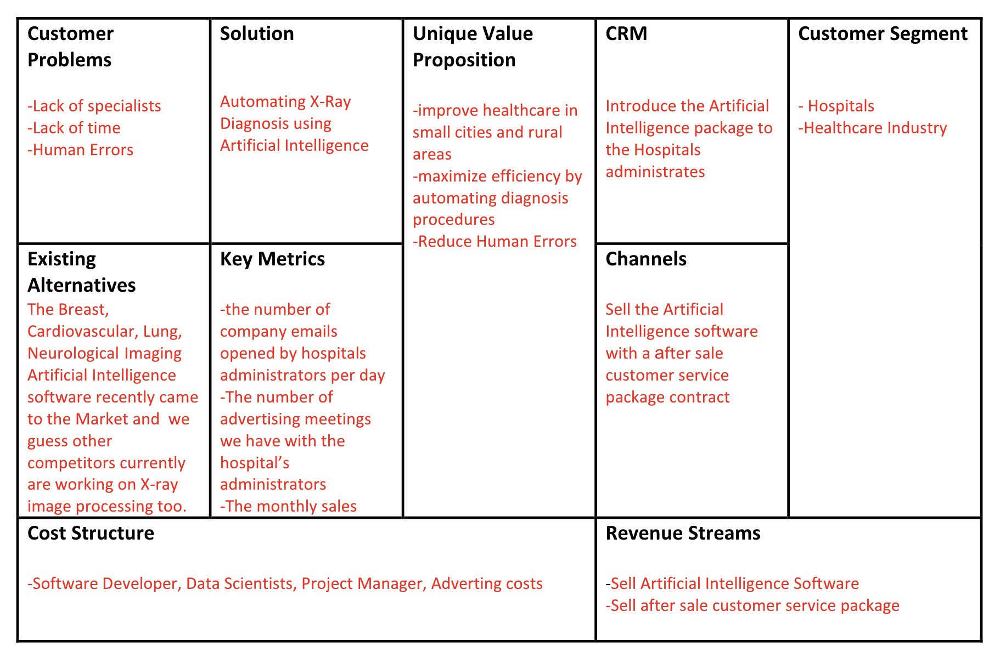 Customer
Problems
-Lack of specialists
-Lack of time
-Human Errors
Solution
Automating X-Ray
Diagnosis using
Artificial Intelligence
Unique Value
Proposition
-improve healthcare in
small cities and rural
areas
-maximize efficiency by
automating diagnosis
procedures
-Reduce Human Errors
CRM
Introduce the Artificial
Intelligence package to
the Hospitals
administrates
Customer Segment
- Hospitals
-Healthcare Industry
Existing
Alternatives
The Breast,
Cardiovascular, Lung,
Neurological Imaging
Artificial Intelligence
software recently came
to the Market and  we
guess other
competitors currently
are working on X-ray
image processing too.
Key Metrics
-the number of
company emails
opened by hospitals
administrators per day
-The number of
advertising meetings
we have with the
hospital’s
administrators
-The monthly sales
Channels
Sell the Artificial
Intelligence software
with a after sale
customer service
package contract
Cost Structure
-Software Developer, Data Scientists, Project Manager, Adverting costs
Revenue Streams
-Sell Artificial Intelligence Software
-Sell after sale customer service package